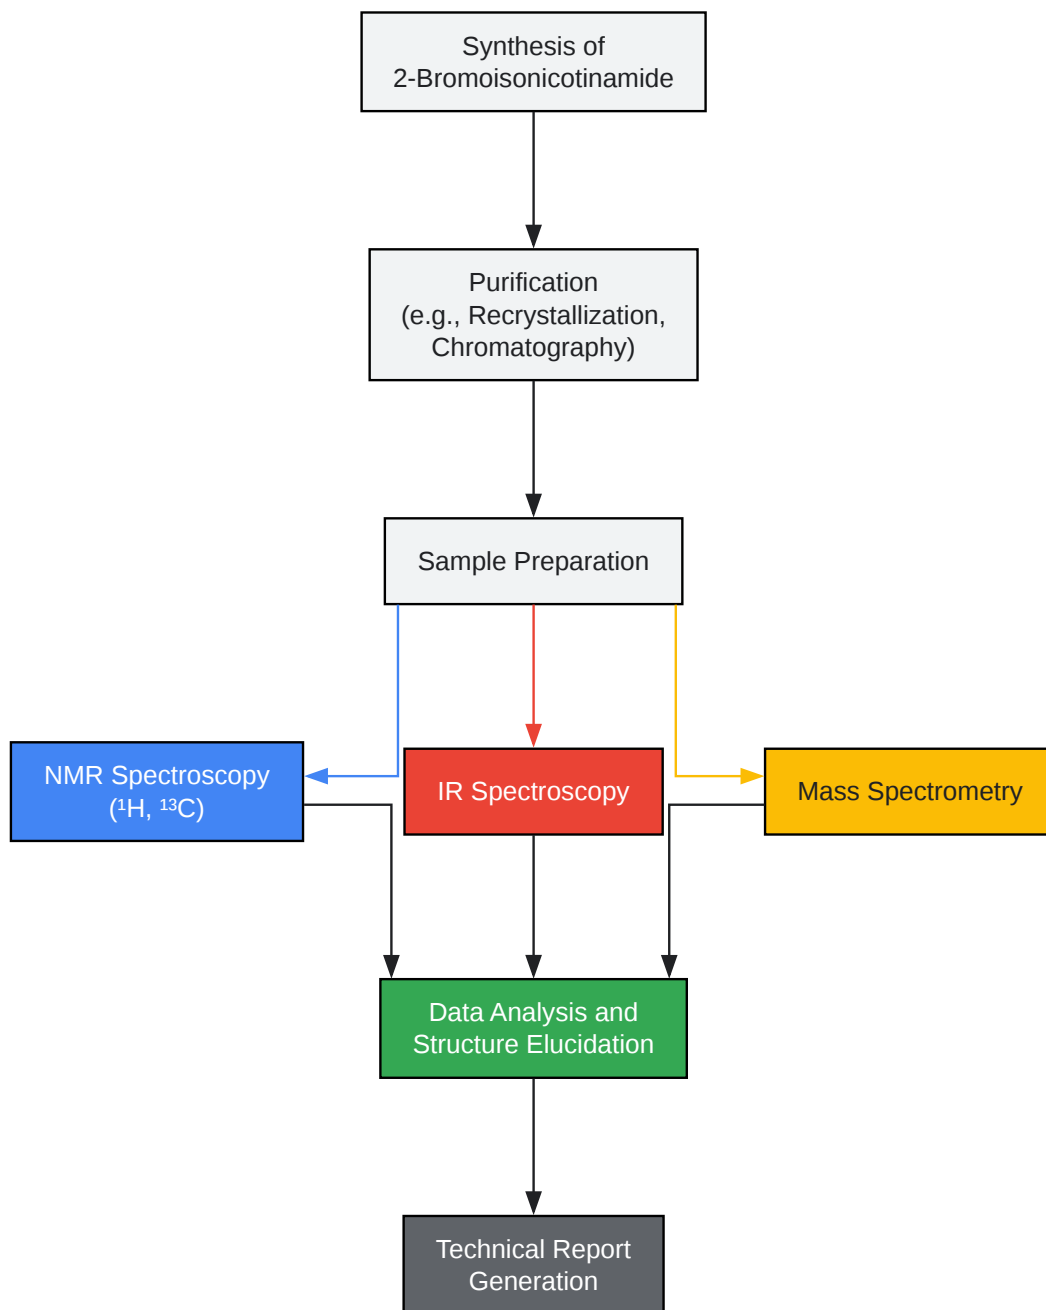 Synthesis of
2-Bromoisonicotinamide
Purification
(e.g., Recrystallization,
Chromatography)
Sample Preparation
NMR Spectroscopy
(¹H, ¹³C)
IR Spectroscopy
Mass Spectrometry
Data Analysis and
Structure Elucidation
Technical Report
Generation